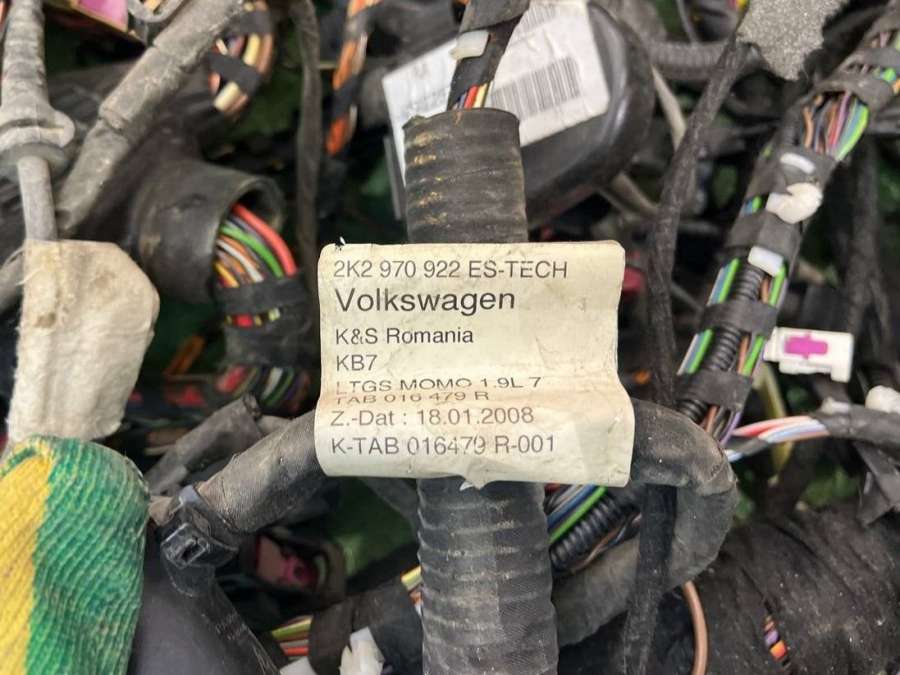 2K2 970 922 ES-TECH
Volkswagen
K&S Romania
KB7
LTGS MOMO 1.9L 7
TAB 016 479 R
Z.-Dat : 18.01.2008
K-TAB 016479 R-001